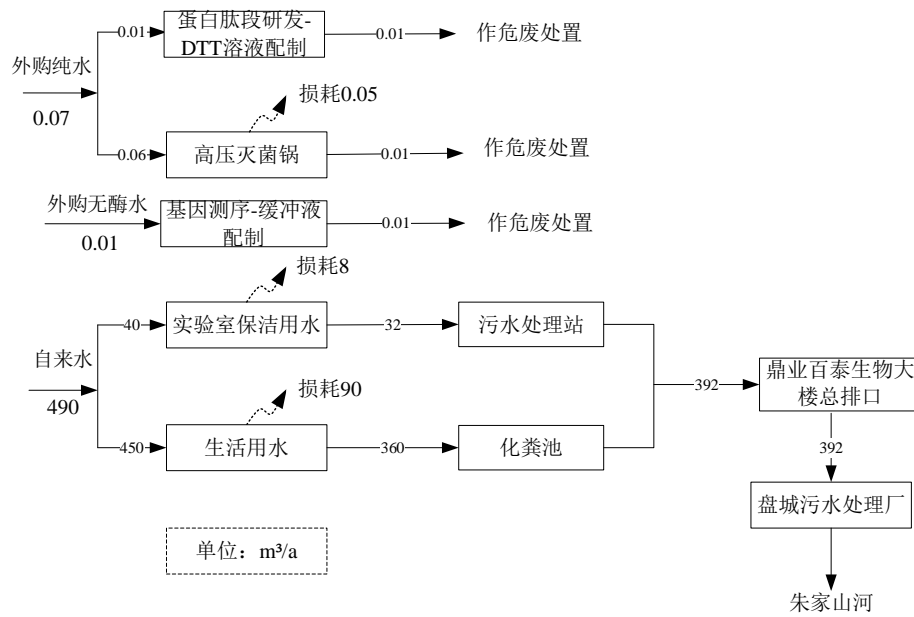 外购纯水
0.07
0.01
蛋白肽段研发-
DTT溶液配制
0.01
作危废处置
损耗0.05
0.06
高压灭菌锅
0.01
作危废处置
外购无酶水
0.01
基因测序-缓冲液
配制
0.01
作危废处置
损耗8
自来水
490
40
实验室保洁用水
32
污水处理站
损耗90
450
生活用水
360
化粪池
392
鼎业百泰生物大
楼总排口
392
盘城污水处理厂
朱家山河
单位：m³/a